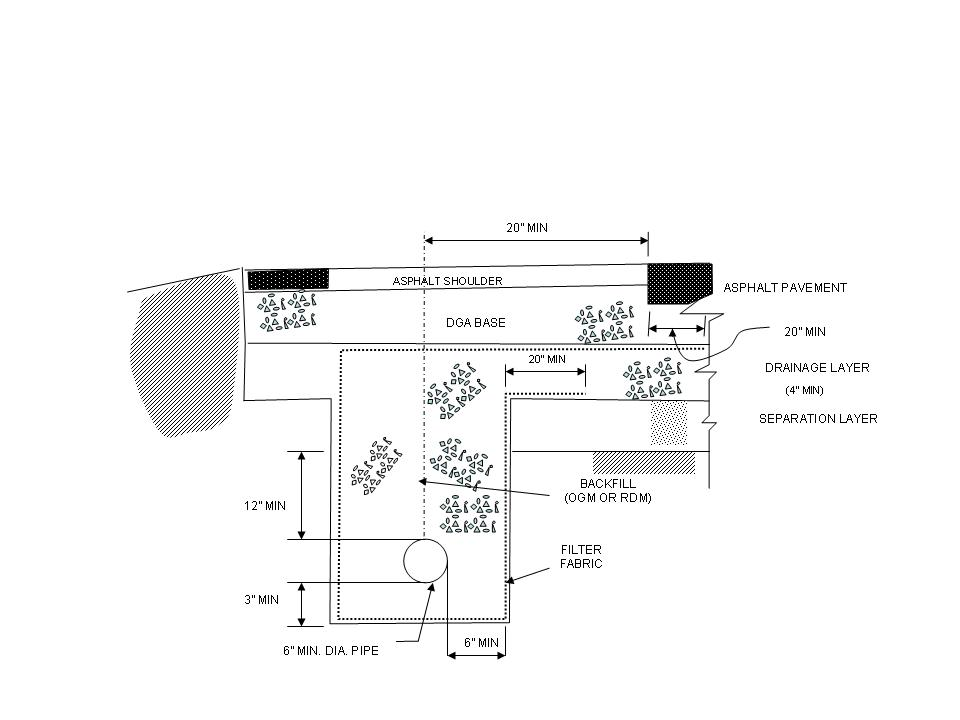 20" MIN
ASPHALT SHOULDER
ASPHALT PAVEMENT
DGA BASE
20" MIN
20" MIN
DRAINAGE LAYER
(4" MIN)
SEPARATION LAYER
BACKFILL
(OGM OR RDM)
12" MIN
FILTER
FABRIC
3" MIN
6" MIN
6" MIN. DIA. PIPE